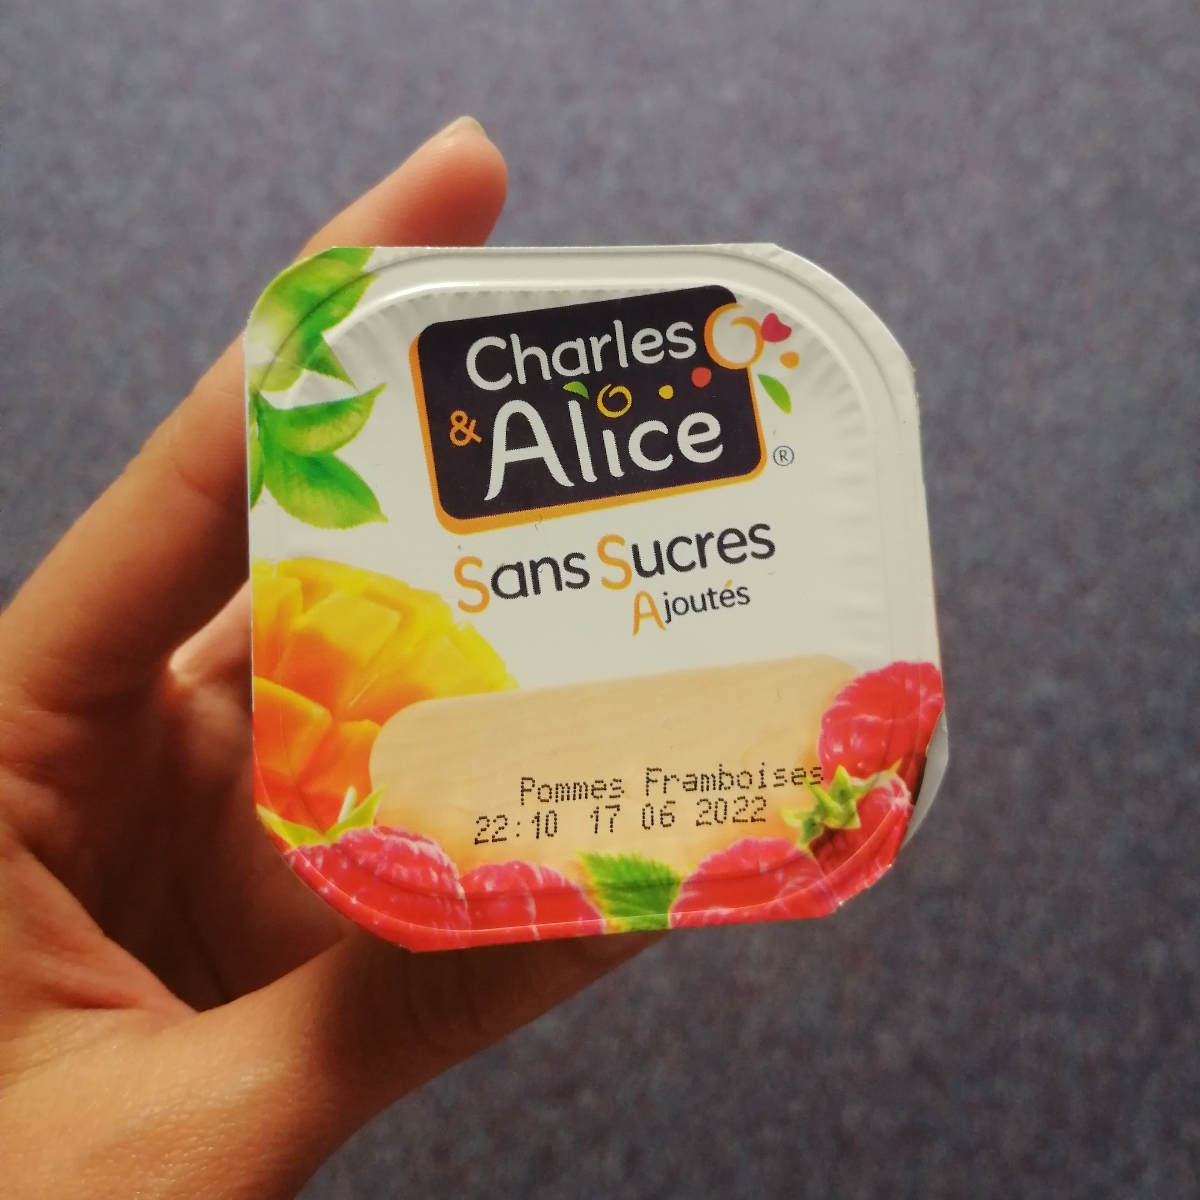 Charles
& Alice
®
Sans Sucres
Ajoutés
Pommes Framboises
22:10 17 06 2022